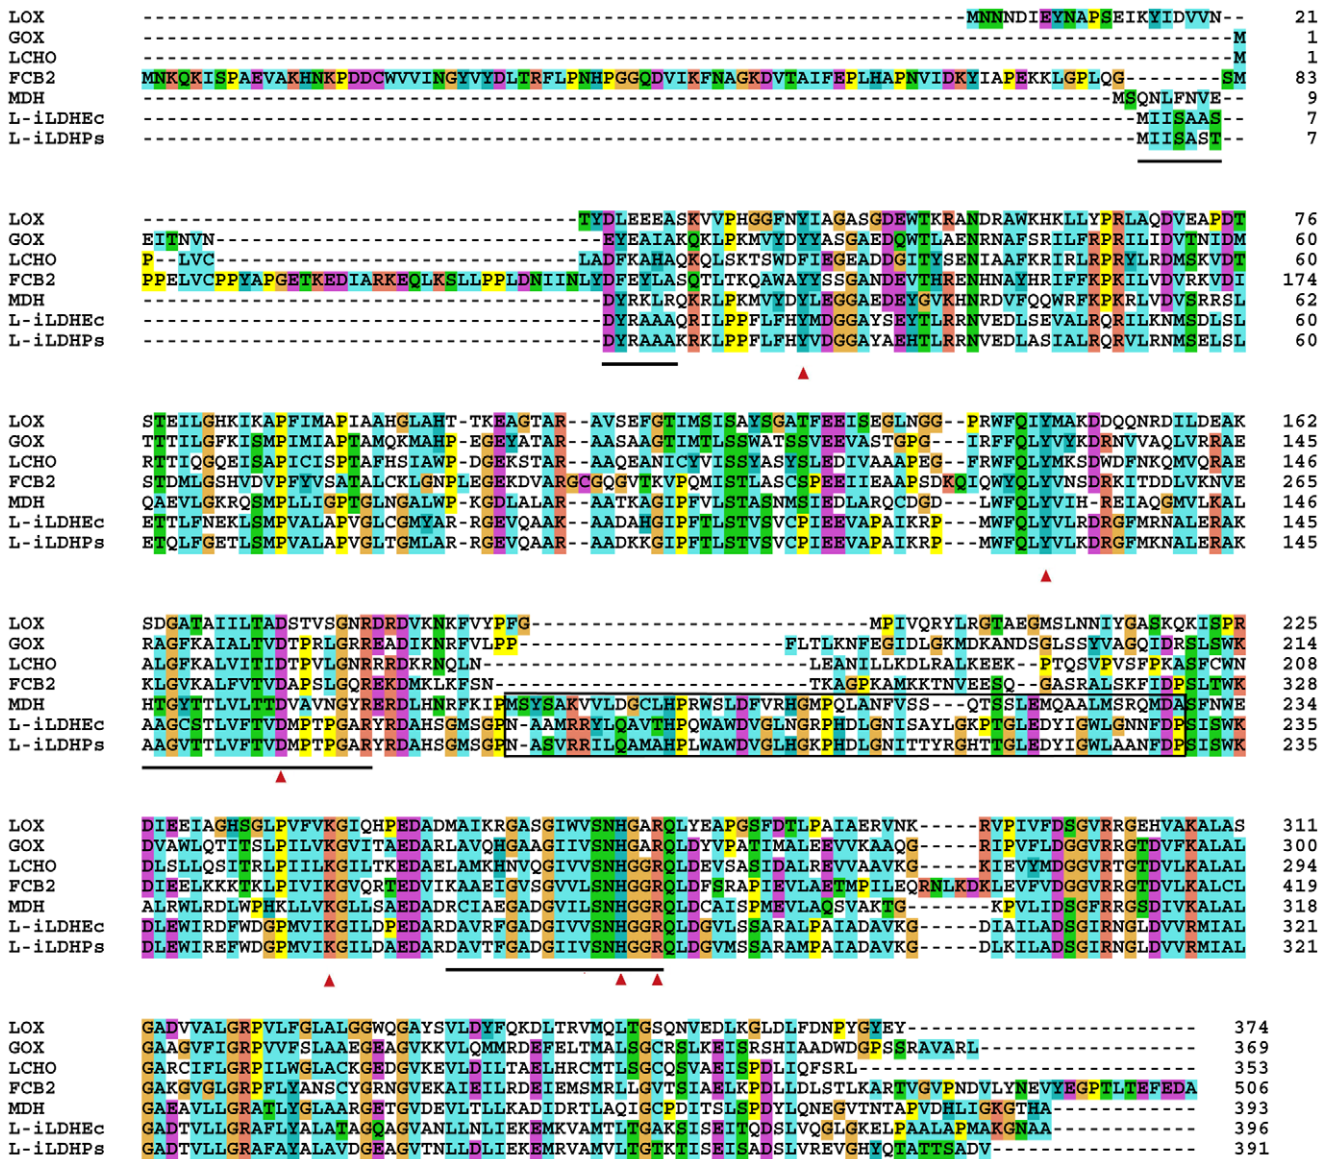 LOX --------------------------------------------------------------------MNNNDIEYNAPSEIKYIDVVN-- 21
GOX ------------------------------------------------------------------------------------------M 1
LCHO ------------------------------------------------------------------------------------------M 1
FCB2 MNKQKISPAEVAKHNKPDDCWVVINGYVYDLTRFLPNHPGGQDVIKFNAGKDVTAIFEPLHAPNVIDKYIAPEKKLGPLQG--------SM 83
MDH --------------------------------------------------------------------------------MSQNLFNVE-- 9
L-iLDHEc ----------------------------------------------------------------------------------MIISAAS-- 7
L-iLDHPs ----------------------------------------------------------------------------------MIISAST-- 7
LOX ------------------------------------TYDLEEEASKVVPHGGFNYIAGASGDEWTKRANDRAWKHKLLYPRLAQDVEAPDT 76
GOX EITNVN--------------------------------EYEAIAKQKLPKMVYDYYASGAEDQWTLAENRNAFSRILFRPRILIDVTNIDM 60
LCHO P--LVC------------------------------LADFKAHAQKQLSKTSWDFIEGEADDGITYSENIAAFKRIRLRPRYLRDMSKVDT 60
FCB2 PPELVCPPYAPGETKEDIARKEQLKSLLPPLDNIINLYDFEYLASQTLTKQAWAYYSSGANDEVTHRENHNAYHRIFFKPKILVDVRKVDI 174
MDH --------------------------------------DYRKLRQKRLPKMVYDYLEGGAEDEYGVKHNRDVFQQWRFKPKRLVDVSRRSL 62
L-iLDHEc --------------------------------------DYRAAAQRILPPFLFHYMDGGAYSEYTLRRNVEDLSEVALRQRILKNMSDLSL 60
L-iLDHPs --------------------------------------DYRAAAKRKLPPFLFHYVDGGAYAEHTLRRNVEDLASIALRQRVLRNMSELSL 60
LOX STEILGHKIKAPFIMAPIAAHGLAHT-TKEAGTAR--AVSEFGTIMSISAYSGATFEEISEGLNGG--PRWFQIYMAKDDQQNRDILDEAK 162
GOX TTTILGFKISMPIMIAPTAMQKMAHP-EGEYATAR--AASAAGTIMTLSSWATSSVEEVASTGPG---IRFFQLYVYKDRNVVAQLVRRAE 145
LCHO RTTIQGQEISAPICISPTAFHSIAWP-DGEKSTAR--AAQEANICYVISSYASYSLEDIVAAAPEG--FRWFQLYMKSDWDFNKQMVQRAE 146
FCB2 STDMLGSHVDVPFYVSATALCKLGNPLEGEKDVARGCGQGVTKVPQMISTLASCSPEEIIEAAPSDKQIQWYQLYVNSDRKITDDLVKNVE 265
MDH QAEVLGKRQSMPLLIGPTGLNGALWP-KGDLALAR--AATKAGIPFVLSTASNMSIEDLARQCDGD---LWFQLYVIH-REIAQGMVLKAL 146
L-iLDHEc ETTLFNEKLSMPVALAPVGLCGMYAR-RGEVQAAK--AADAHGIPFTLSTVSVCPIEEVAPAIKRP---MWFQLYVLRDRGFMRNALERAK 145
L-iLDHPs ETQLFGETLSMPVALAPVGLTGMLAR-RGEVQAAR--AADKKGIPFTLSTVSVCPIEEVAPAIKRP---MWFQLYVLKDRGFMKNALERAK 145
LOX SDGATAIILTADSTVSGNRDRDVKNKFVYPFG----------------------------MPIVQRYLRGTAEGMSLNNIYGASKQKISPR 225
GOX RAGFKAIALTVDTPRLGNRREADIKNRFVLPP----------------------FLTLKNFEGIDLGKMDKANDSGLSSYVAGQIDRSLSWK 214
LCHO ALGFKALVITIDTPVLGNRRRDKRNQLN---------------------------LEANILLKDLRALKEEK--PTQSVPVSFPKASFCWN 208
FCB2 KLGVKALFVTVDAPSLGQREKDMKLKFSN--------------------------TKAGPKAMKKTNVEESQ--GASRALSKFIDPSLTWK 328
MDH HTGYTTLVLTTDVAVNGYRERDLHNRFKIPMSYSAKVVLDGCLHPRWSLDFVRHGMPQLANFVSS---QTSSLEMQAALMSRQMDASFNWE 234
L-iLDHEc AAGCSTLVFTVDMPTPGARYRDAHSGMSGPN-AAMRRYLQAVTHPQWAWDVGLNGRPHDLGNISAYLGKPTGLEDYIGWLGNNFDPSISWK 235
L-iLDHPs AAGVTTLVFTVDMPTPGARYRDAHSGMSGPN-ASVRRILQAMAHPLWAWDVGLHGKPHDLGNITTYRGHTTGLEDYIGWLAANFDPSISWK 235
LOX DIEEIAGHSGLPVFVKGIQHPEDADMAIKRGASGIWVSNHGARQLYEAPGSFDTLPAIAERVNK-----RVPIVFDSGVRRGEHVAKALAS 311
GOX DVAWLQTITSLPILVKGVITAEDARLAVQHGAAGIIVSNHGARQLDYVPATIMALEEVVKAAQG-----RIPVFLDGGVRRGTDVFKALAL 300
LCHO DLSLLQSITRLPIILKGILTKEDAELAMKHNVQGIVVSNHGGRQLDEVSASIDALREVVAAVKG-----KIEVYMDGGVRTGTDVLKALAL 294
FCB2 DIEELKKKTKLPIVIKGVQRTEDVIKAAEIGVSGVVLSNHGGRQLDFSRAPIEVLAETMPILEQRNLKDKLEVFVDGGVRRGTDVLKALCL 419
MDH ALRWLRDLWPHKLLVKGLLSAEDADRCIAEGADGVILSNHGGRQLDCAISPMEVLAQSVAKTG------KPVLIDSGFRRGSDIVKALAL 318
L-iLDHEc DLEWIRDFWDGPMVIKGILDPEDARDAVRFGADGIIVSNHGGRQLDGVLSSARALPAIADAVKG-----DIAILADSGIRNGLDVVRMIAL 321
L-iLDHPs DLEWIREFWDGPMVIKGILDAEDARDAVTFGADGIIVSNHGGRQLDGVMSSARAMPAIADAVKG-----DLKILADSGIRNGLDVVRMIAL 321
LOX GADVVALGRPVLFGLALGGWQGAYSVLDYFQKDLTRVMQLTGSQNVEDLKGLDLFDNPYGYEY------------------------ 374
GOX GAAGVFIGRPVVFSLAAEGEAGVKKVLQMMRDEFELTMALSGCRSLKEISRSHIAADWDGPSSRAVARL------------------ 369
LCHO GARCIFLGRPILWGLACKGEDGVKEVLDILTAELHRCMTLSGCQSVAEISPDLIQFSRL---------------------------- 353
FCB2 GAKGVGLGRPFLYANSCYGRNGVEKAIEILRDEIEMSMRLLGVTSIAELKPDLLDLSTLKARTVGVPNDVLYNEVYEGPTLTEFEDA 506
MDH GAEAVLLGRATLYGLAARGETGVDEVLTLLKADIDRTLAQIGCPDITSLSPDYLQNEGVTNTAPVDHLIGKGTHA------------ 393
L-iLDHEc GADTVLLGRAFLYALATAGQAGVANLLNLIEKEMKVAMTLTGAKSISEITQDSLVQGLGKELPAALAPMAKGNAA------------ 396
L-iLDHPs GADTVLLGRAFAYALAVDGEAGVTNLLDLIEKEMRVAMVLTGTKTISEISADSLVREVGHYQTATTSADV----------------- 391